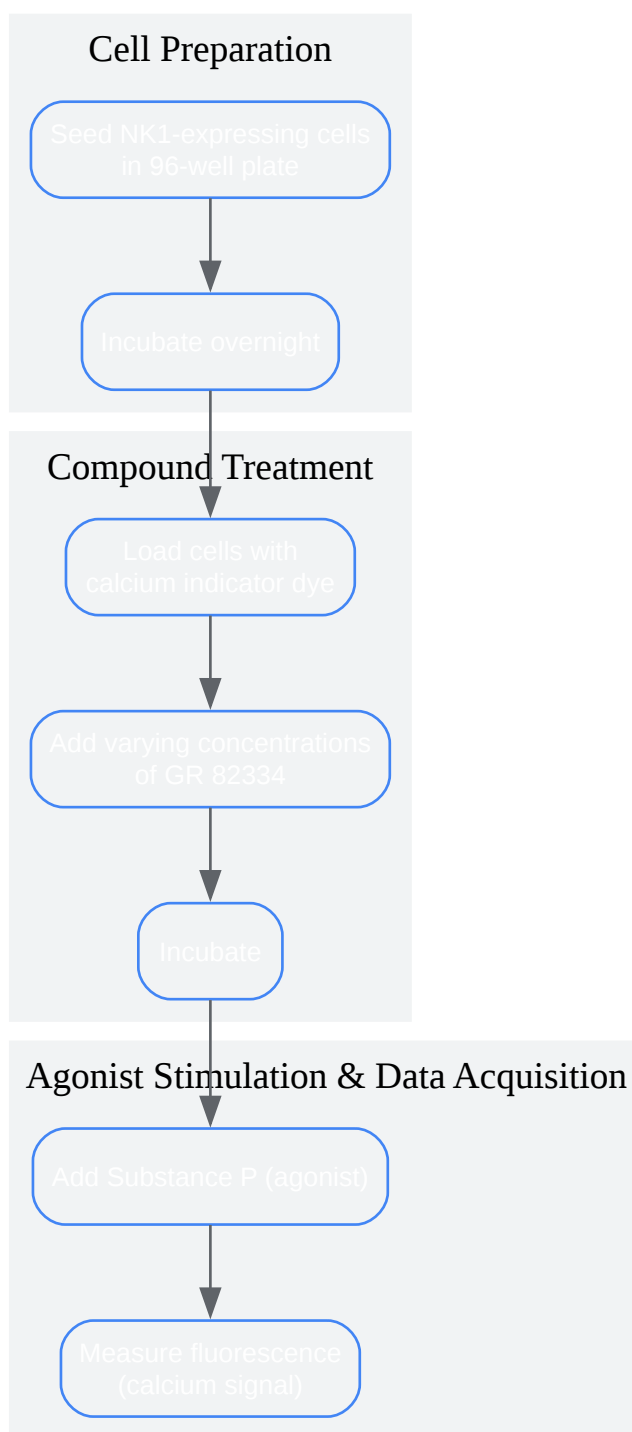 Cell Preparation
Seed NK1-expressing cells
in 96-well plate
Incubate overnight
Compound Treatment
Load cells with
calcium indicator dye
Add varying concentrations
of GR 82334
Incubate
Agonist Stimulation & Data Acquisition
Add Substance P (agonist)
Measure fluorescence
(calcium signal)